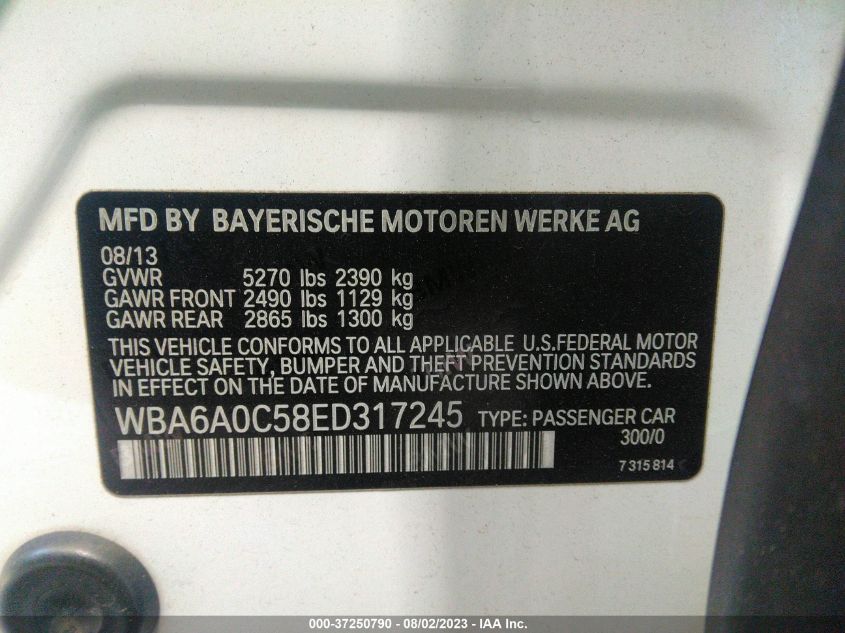 MFD BY BAYERISCHE MOTOREN WERKE AG
08/13
GVWR 5270 lbs 2390 kg
GAWR FRONT 2490 lbs 1129 kg
GAWR REAR 2865 lbs 1300 kg
THIS VEHICLE CONFORMS TO ALL APPLICABLE U.S.FEDERAL MOTOR
VEHICLE SAFETY, BUMPER AND THEFT PREVENTION STANDARDS
IN EFFECT ON THE DATE OF MANUFACTURE SHOWN ABOVE.
WBA6A0C58ED317245 TYPE: PASSENGER CAR
300/0
7315814
000-37250790 - 08/02/2023 - IAA Inc.